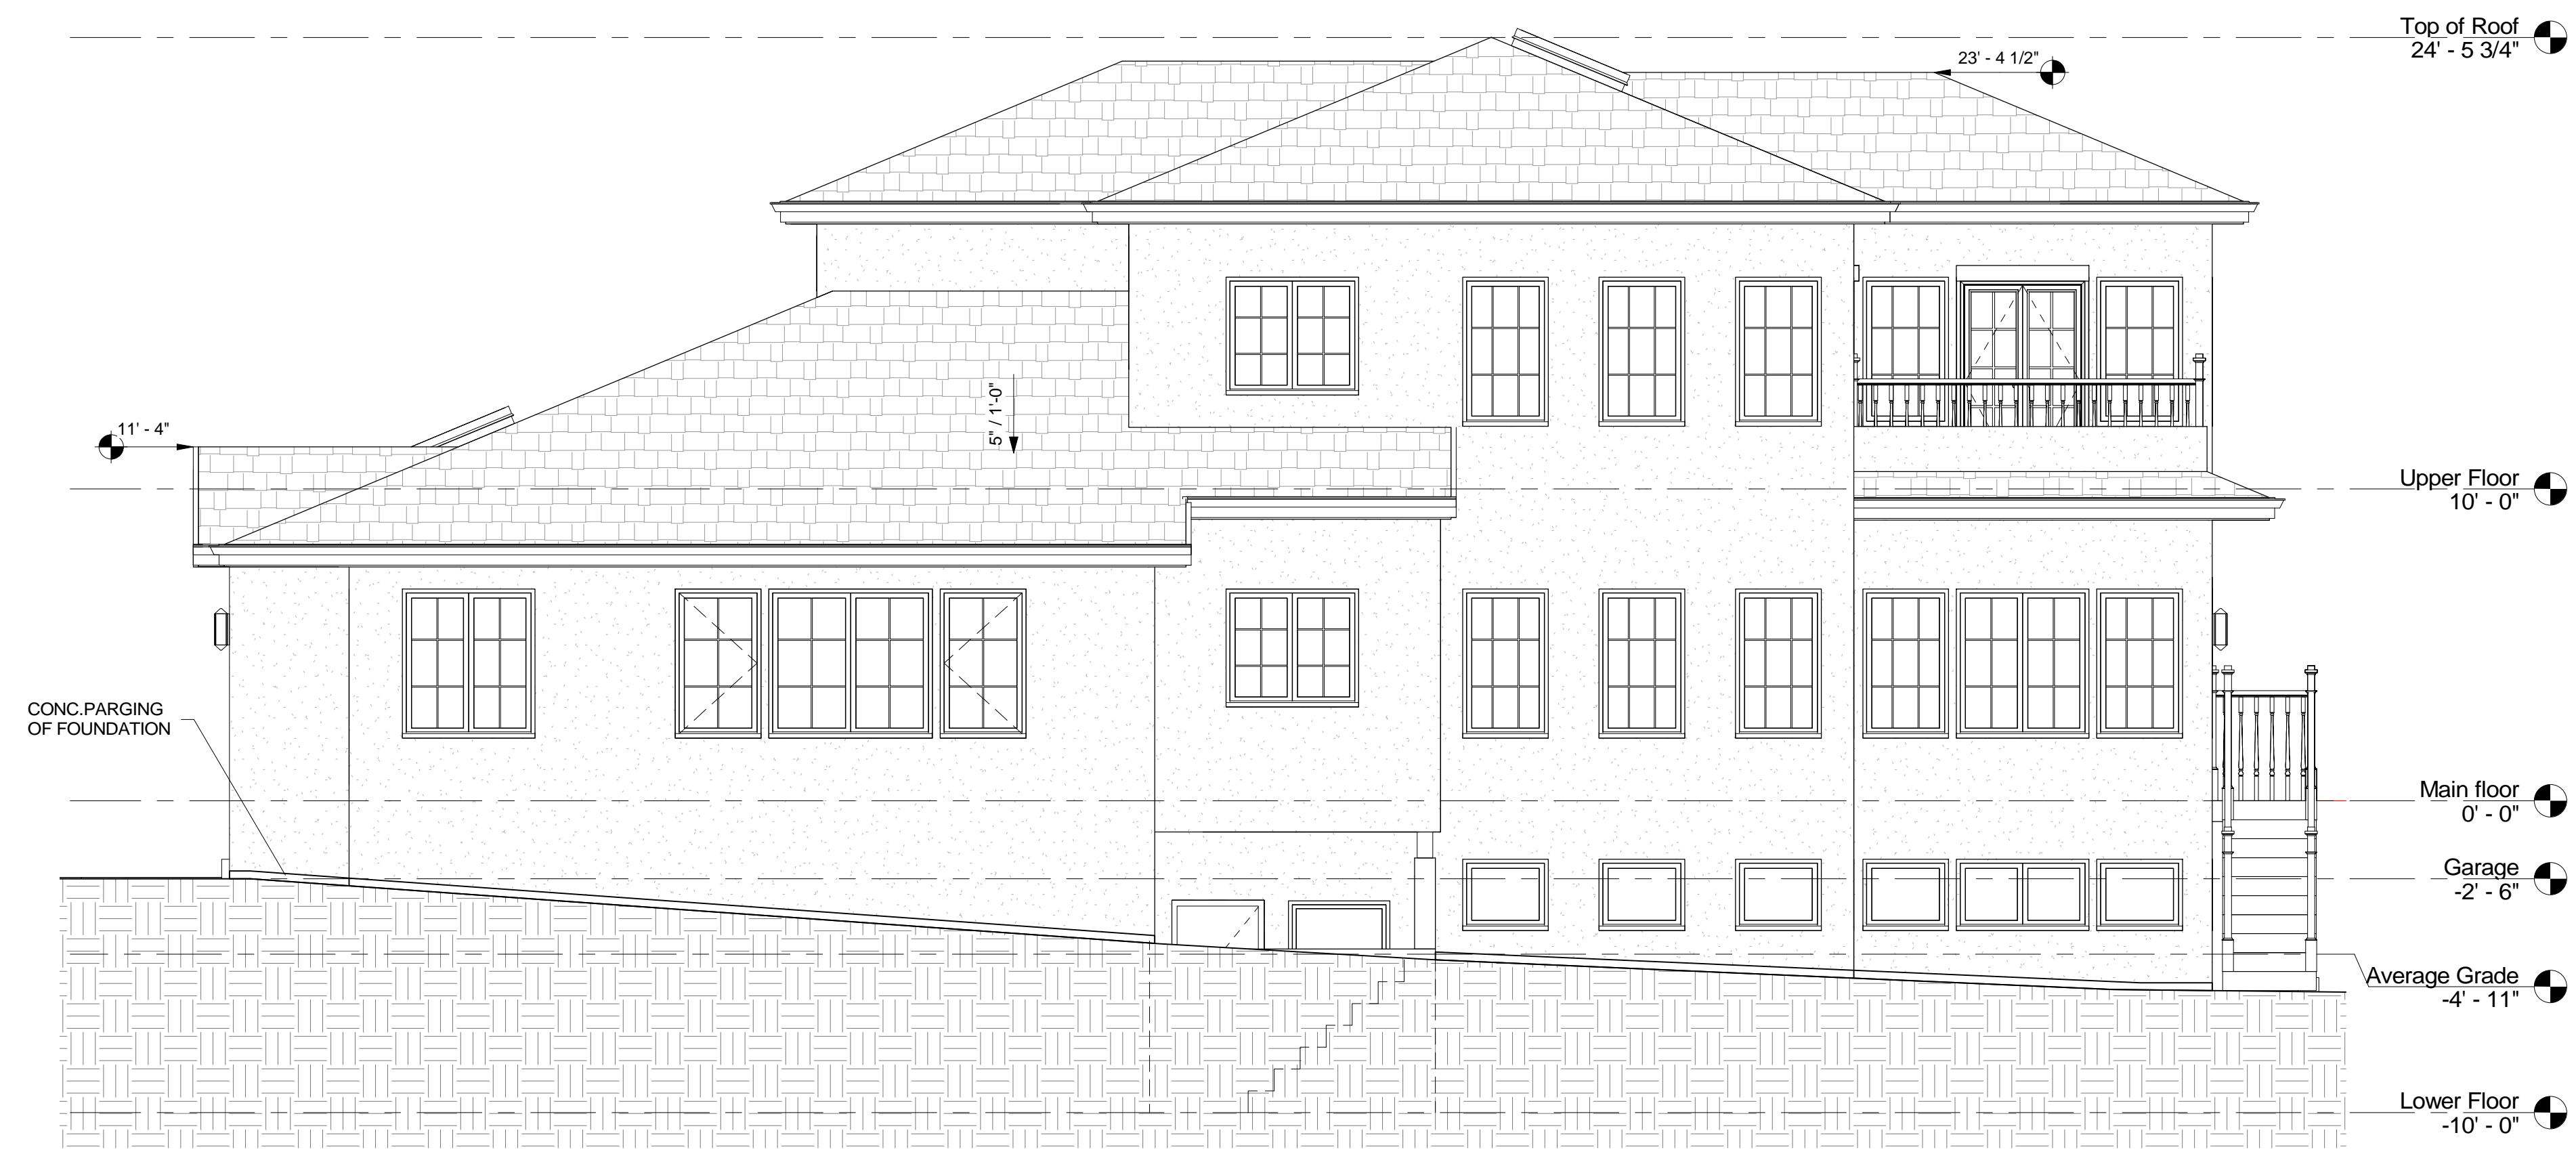 Top of Roof
24' - 5 3/4"
23' - 4 1/2"
5" / 1'-0"
11' - 4"
Upper Floor
10' - 0"
CONC.PARGING
OF FOUNDATION
Main floor
0' - 0"
Garage
-2' - 6"
Average Grade
-4' - 11"
Lower Floor
-10' - 0"